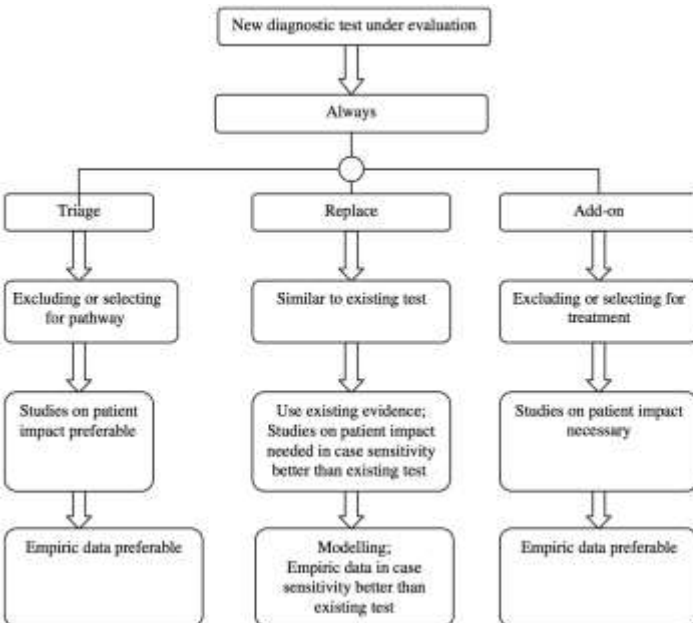 New diagnostic test under evaluation
Always
Triage
Replace
Add-on
Excluding or selecting
for pathway
Similar to existing test
Excluding or selecting for
treatment
Studies on patient
impact preferable
Use existing evidence;
Studies on patient impact
needed in case sensitivity
better than existing test
Studies on patient impact
necessary
Empiric data preferable
Modelling;
Empiric data in case
sensitivity better than
existing test
Empiric data preferable